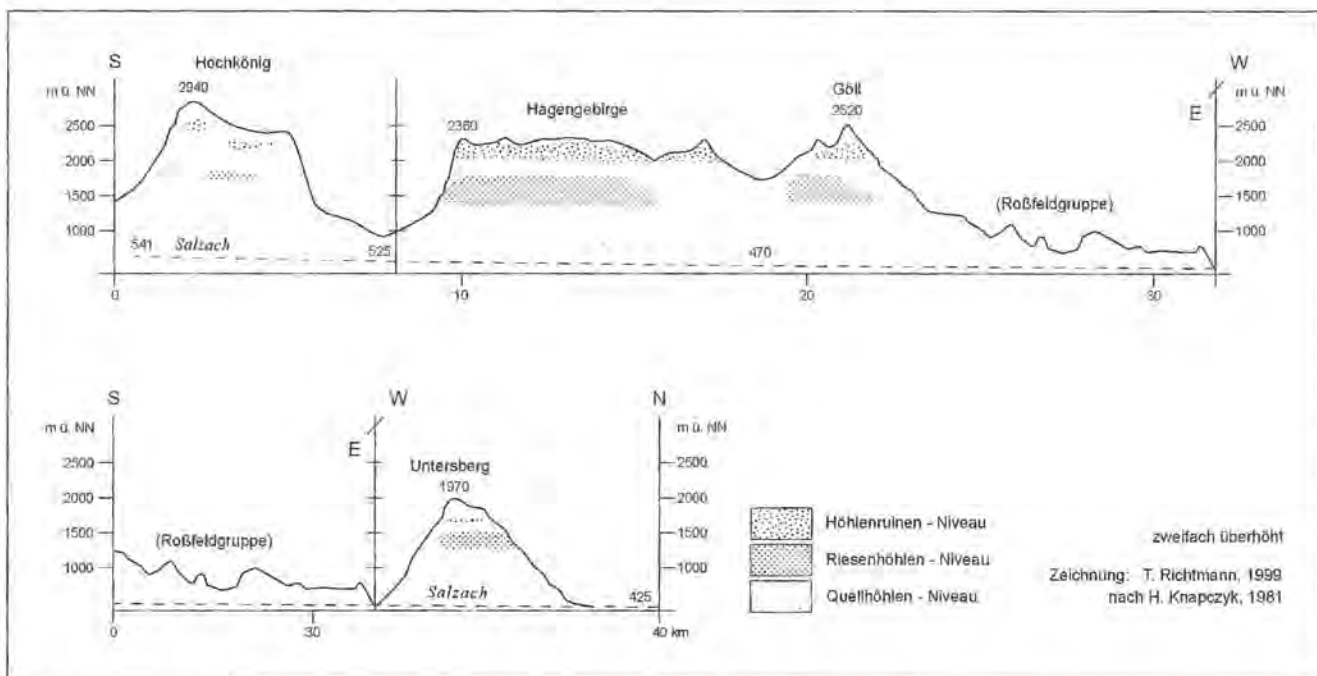 S
Hochkönig
W
m ü. NN
2940
Hagengebirge
Göll
E
m ü. NN
2500
2360
2520
2500
2000
2000
1500
1500
1000
(Roßfeldgruppe)
1000
541
Salzach
525
470
0
19
20
30
S
W
N
m ü. NN
E
m ü. NN
2500
Untersberg
2500
2000
1970
2000
1500
1500
(Roßfeldgruppe)
1000
1000
Salzach
425
0
30
40 km
Höhlenruinen - Niveau
Riesenhöhlen - Niveau
Quellhöhlen - Niveau
zweifach überhöht
Zeichnung: T. Richtmann, 1999
nach H. Knapczyk, 1981